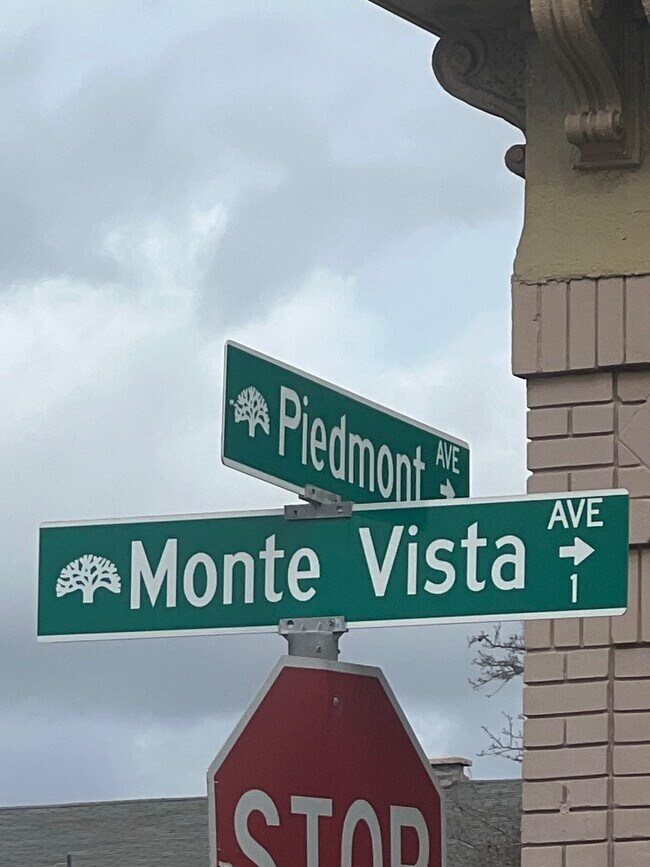 Piedmont AVE
→
Monte Vista AVE
→
1
STOP